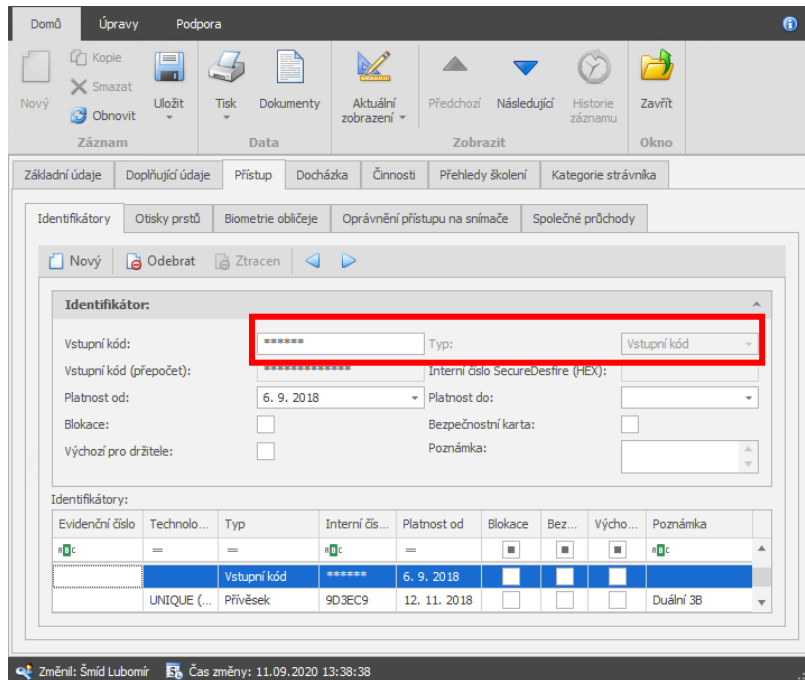 Domů Úpravy Podpora
Nový Kopie Smazat Obnovit Uložit Tisk Dokumenty Aktuální zobrazení Předchozí Následující Historie záznamu Zavřít
Záznam Data Zobrazit Okno
Základní údaje Doplňující údaje Přístup Docházka Činnosti Přehledy školení Kategorie strávníka
Identifikátory Otisky prstů Biometrie obličeje Oprávnění přístupu na snímače Společné průchody
Nový Odebrat Ztracen
Identifikátor:
Vstupní kód: ****** Typ: Vstupní kód
Vstupní kód (přepočet): ************* Interní číslo SecureDesfire (HEX):
Platnost od: 6. 9. 2018 Platnost do:
Blokace: Bezpečnostní karta:
Výchozí pro držitele: Poznámka:
Identifikátory:
Evidenční číslo Technolo... Typ Interní čís... Platnost od Blokace Bez... Výcho... Poznámka
Vstupní kód ****** 6. 9. 2018
UNIQUE (... Přívěsek 9D3EC9 12. 11. 2018 Duální 3B
Změnil: Šmíd Lubomír Čas změny: 11.09.2020 13:38:38